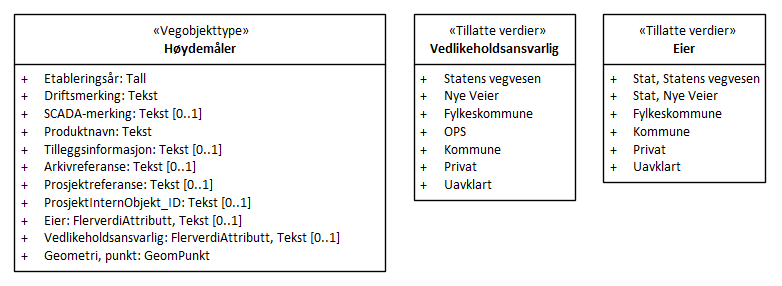 «Vegobjekttype»
Høydemåler
+ Etableringsår: Tall
+ Driftsmerking: Tekst
+ SCADA-merking: Tekst [0..1]
+ Produktnavn: Tekst
+ Tilleggsinformasjon: Tekst [0..1]
+ Arkivreferanse: Tekst [0..1]
+ Prosjektreferanse: Tekst [0..1]
+ ProsjektInternObjekt_ID: Tekst [0..1]
+ Eier: FlerverdiAttributt, Tekst [0..1]
+ Vedlikeholdsansvarlig: FlerverdiAttributt, Tekst [0..1]
+ Geometri, punkt: GeomPunkt
«Tillatte verdier»
Vedlikeholdsansvarlig
+ Statens vegvesen
+ Nye Veier
+ Fylkeskommune
+ OPS
+ Kommune
+ Privat
+ Uavklart
«Tillatte verdier»
Eier
+ Stat, Statens vegvesen
+ Stat, Nye Veier
+ Fylkeskommune
+ Kommune
+ Privat
+ Uavklart